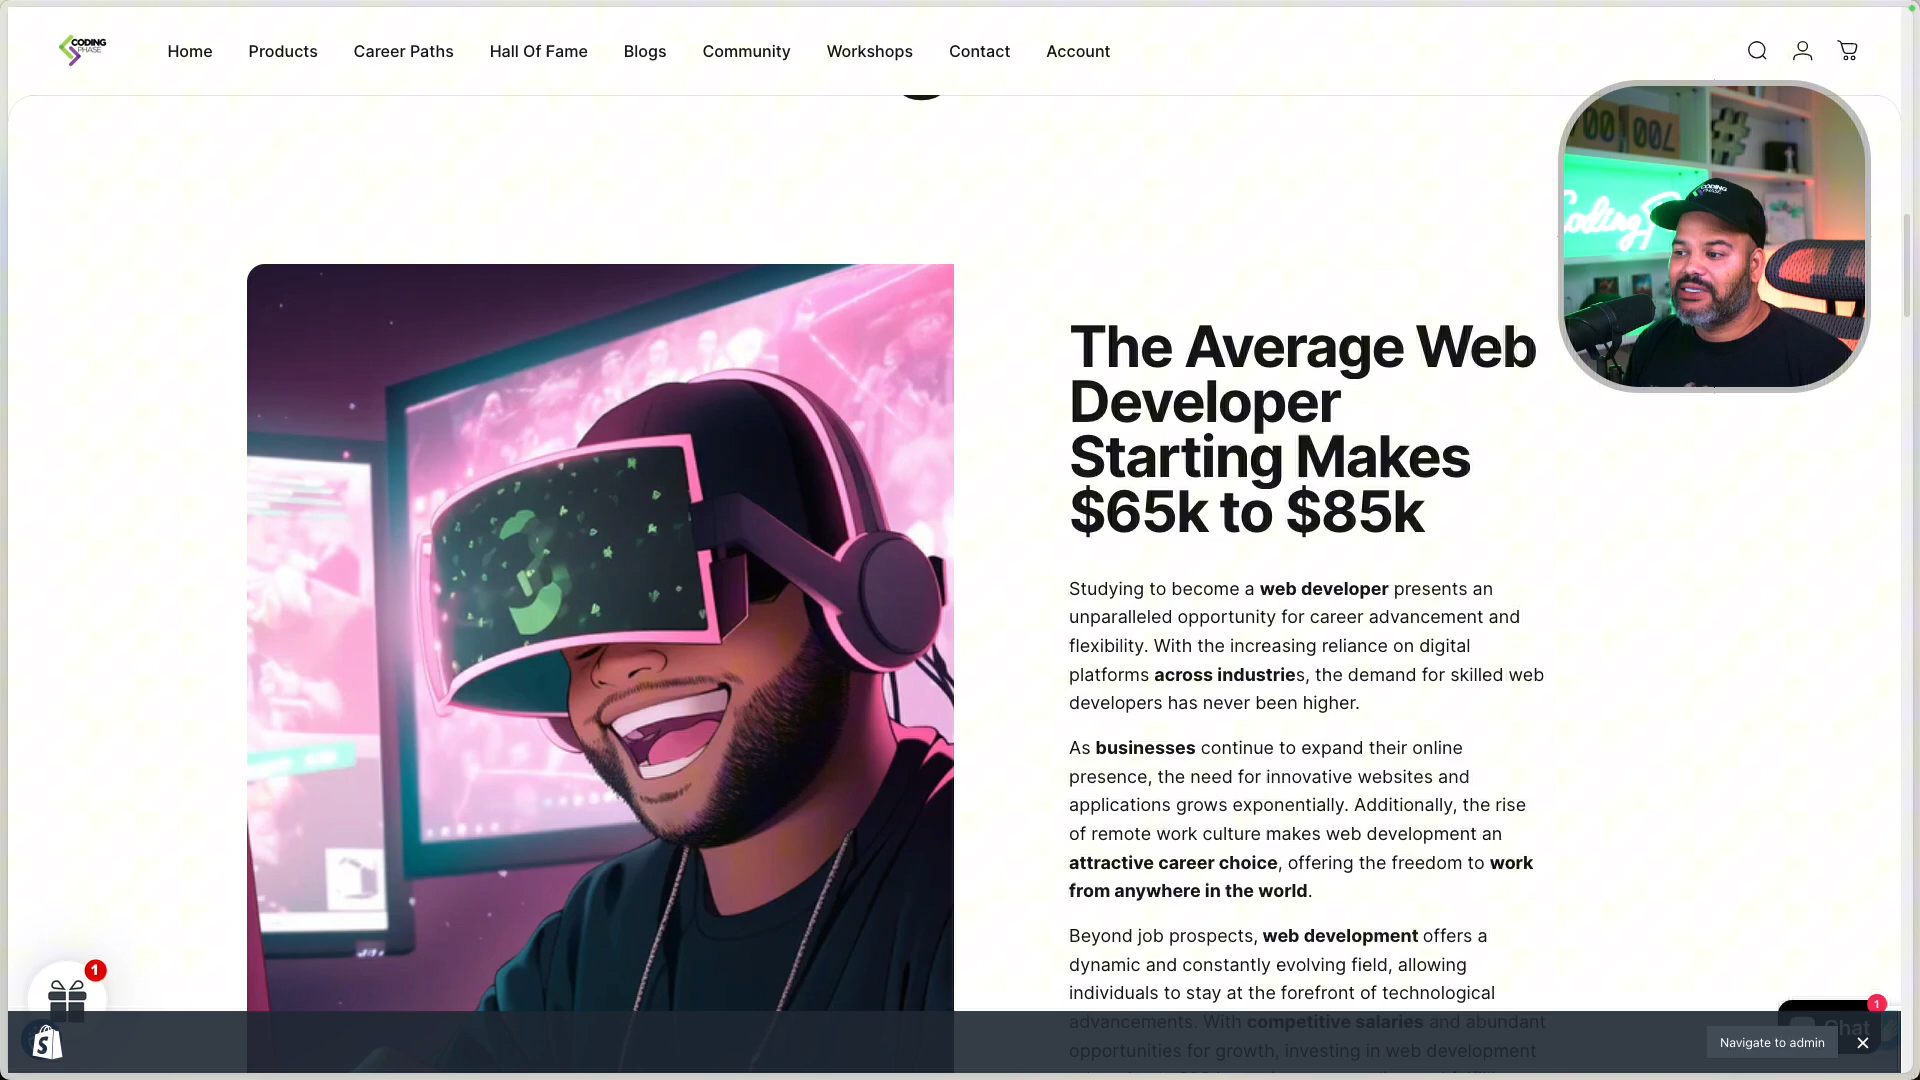 CODING
PHASE
Home
Products
Career Paths
Hall Of Fame
Blogs
Community
Workshops
Contact
Account
CODING
The Average Web
Developer
Starting Makes
$65k to $85k
Studying to become a web developer presents an
unparalleled opportunity for career advancement and
flexibility. With the increasing reliance on digital
platforms across industries, the demand for skilled web
developers has never been higher.
As businesses continue to expand their online
presence, the need for innovative websites and
applications grows exponentially. Additionally, the rise
of remote work culture makes web development an
attractive career choice, offering the freedom to work
from anywhere in the world.
Beyond job prospects, web development offers a
dynamic and constantly evolving field, allowing
individuals to stay at the forefront of technological
advancements. With competitive salaries and abundant
opportunities for growth, investing in web development
1
1
Chat
Navigate to admin